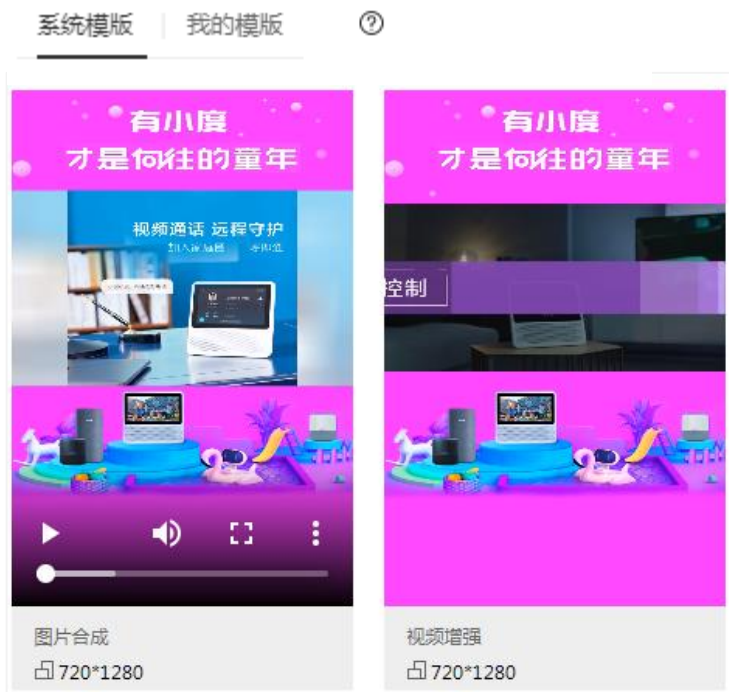 系统模版
我的模版
?
有小度
才是向往的童年
视频通话 远程守护
图片合成
720*1280
有小度
才是向往的童年
控制
视频增强
720*1280